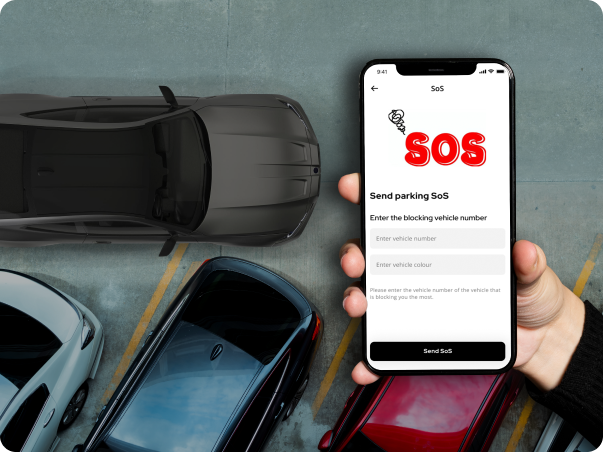 9:41
SoS
SOS
Send parking SoS
Enter the blocking vehicle number
Enter vehicle number
Enter vehicle colour
Please enter the vehicle number of the vehicle that
is blocking you the most.
Send SoS